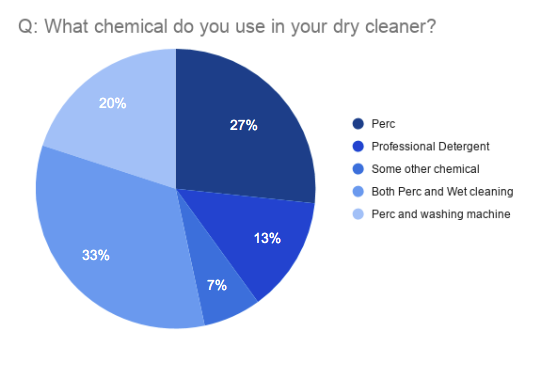 Q: What chemical do you use in your dry cleaner?
20%
27%
33%
7%
13%
Perc
Professional Detergent
Some other chemical
Both Perc and Wet cleaning
Perc and washing machine